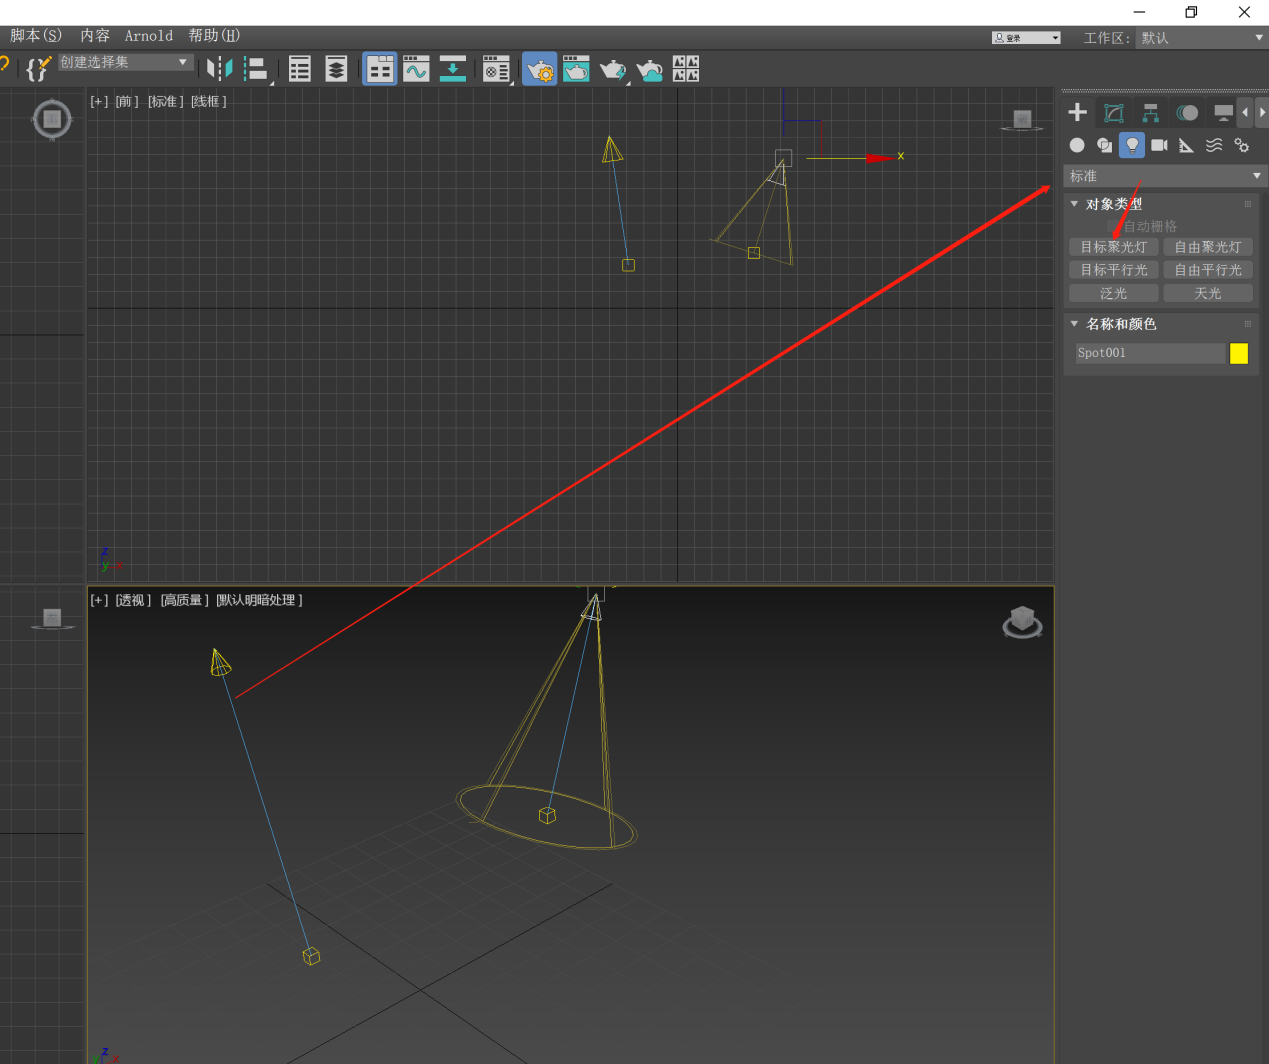 脚本(S) 内容 Arnold 帮助(H)
登录
工作区: 默认
创建选择集
[+] [前] [标准] [线框]
x
标准
对象类型
自动栅格
目标聚光灯 自由聚光灯
目标平行光 自由平行光
泛光 天光
名称和颜色
Spot001
z
y x
[+] [透视] [高质量] [默认明暗处理]
z
y x